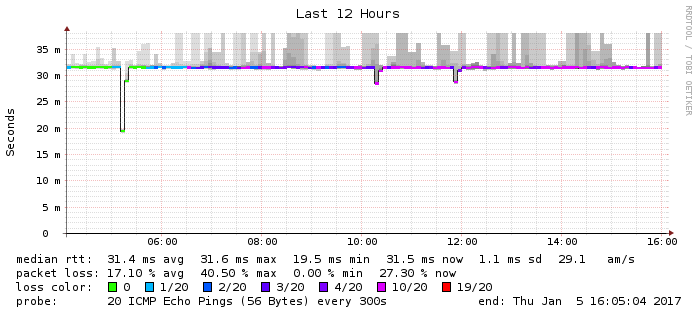 Last 12 Hours
RRDTOOL / TOBI OETIKER
Seconds
35 m
30 m
25 m
20 m
15 m
10 m
5 m
0
06:00 08:00 10:00 12:00 14:00 16:00
median rtt: 31.4 ms avg 31.6 ms max 19.5 ms min 31.5 ms now 1.1 ms sd 29.1 am/s
packet loss: 17.10 % avg 40.50 % max 0.00 % min 27.30 % now
loss color: 0 1/20 2/20 3/20 4/20 10/20 19/20
probe: 20 ICMP Echo Pings (56 Bytes) every 300s end: Thu Jan 5 16:05:04 2017